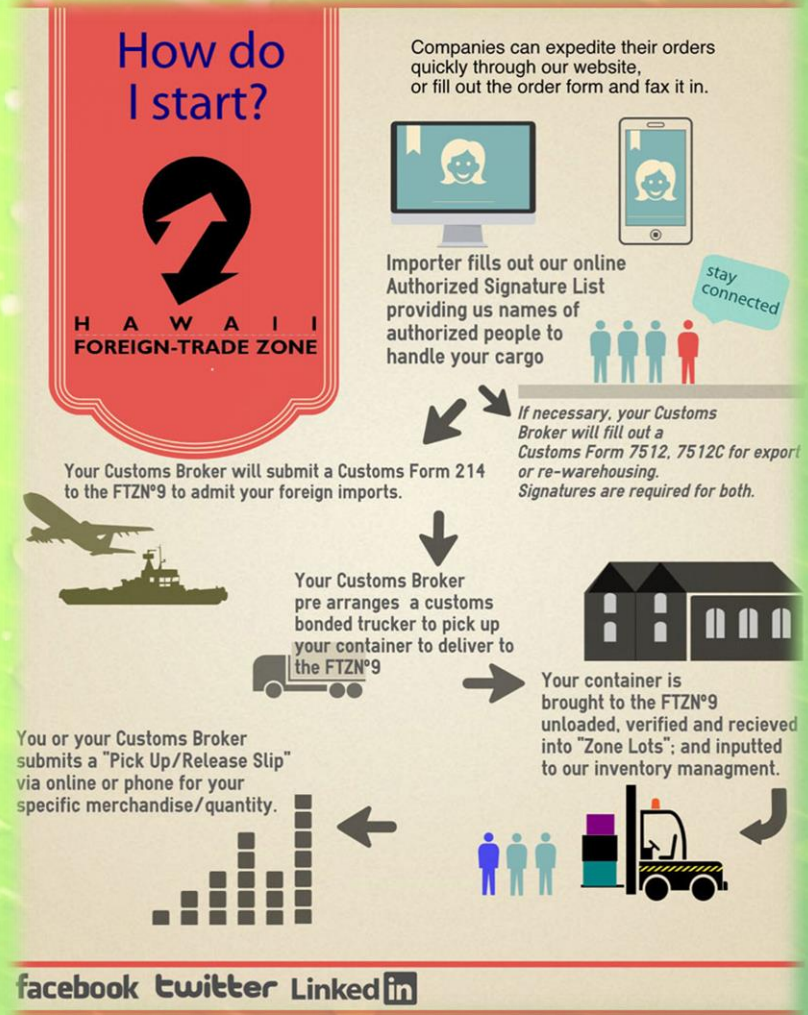 How do
I start?
HAWAII
FOREIGN-TRADE ZONE
Companies can expedite their orders
quickly through our website,
or fill out the order form and fax it in.
Importer fills out our online
Authorized Signature List
providing us names of
authorized people to
handle your cargo
stay
connected
If necessary, your Customs
Broker will fill out a
Customs Form 7512, 7512C for export
or re-warehousing.
Signatures are required for both.
Your Customs Broker will submit a Customs Form 214
to the FTZNº9 to admit your foreign imports.
Your Customs Broker
pre arranges a customs
bonded trucker to pick up
your container to deliver to
the FTZNº9
Your container is
brought to the FTZNº9
unloaded, verified and recieved
into "Zone Lots"; and inputted
to our inventory managment.
You or your Customs Broker
submits a "Pick Up/Release Slip"
via online or phone for your
specific merchandise/quantity.
facebook twitter Linked in